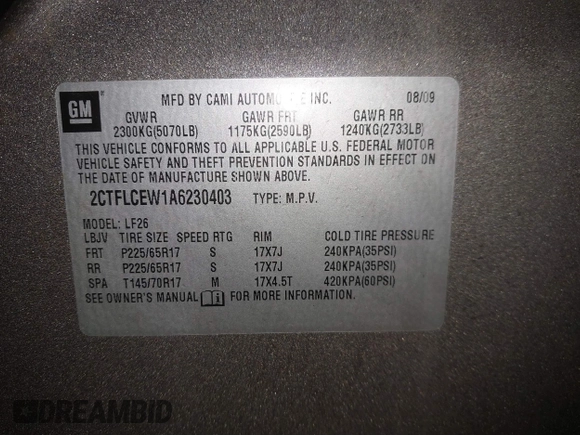 GM
MFD BY CAMI AUTOMOTIVE INC. 08/09
GVWR GAWR FRT GAWR RR
2300KG(5070LB) 1175KG(2590LB) 1240KG(2733LB)
THIS VEHICLE CONFORMS TO ALL APPLICABLE U.S. FEDERAL MOTOR
VEHICLE SAFETY AND THEFT PREVENTION STANDARDS IN EFFECT ON
THE DATE OF MANUFACTURE SHOWN ABOVE.
2CTFLCEW1A6230403 TYPE: M.P.V.
MODEL: LF26
LBJV TIRE SIZE SPEED RTG RIM COLD TIRE PRESSURE
FRT P225/65R17 S 17X7J 240KPA(35PSI)
RR P225/65R17 S 17X7J 240KPA(35PSI)
SPA T145/70R17 M 17X4.5T 420KPA(60PSI)
SEE OWNER'S MANUAL FOR MORE INFORMATION.
DREAMBID